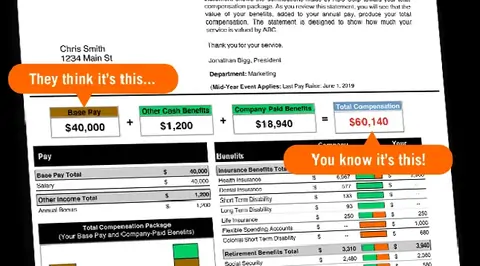 compensation package. As you review this statement, you will see that the
value of your benefits, added to your annual pay, produce your total
compensation. The statement is designed to show how much your
service is valued by ABC
Thank you for your service.
Chris Smith
1234 Main St
Jonathan Digg, President
Department: Marketing
(Mid-Year Event Applies: Last Pay Raise: June 1, 2019
They think it's this...
Base Pay
$40,000
+
Other Cash Benefits
$1,200
+
Company Paid Benefits
$18,940
=
Total Compensation
$60,140
You know it's this!
Pay
Base Pay Total $ 40,000
Salary 40,000
Other Income Total $ 1,200
Annual Bonus
Total Compensation Package
(Your Base Pay and Company-Paid Benefits)
Benefits
Company
Your
Insurance Benefits Total
Health Insurance
Dental Insurance 577
Short Term Disability 133
Long Term Disability 93
Life Insurance 250 250
Flexible Spending Accounts
Colonial Short Term Disability 680
Retirement Benefits Total $ 3,310 $ 3,940
Social Security 2,480